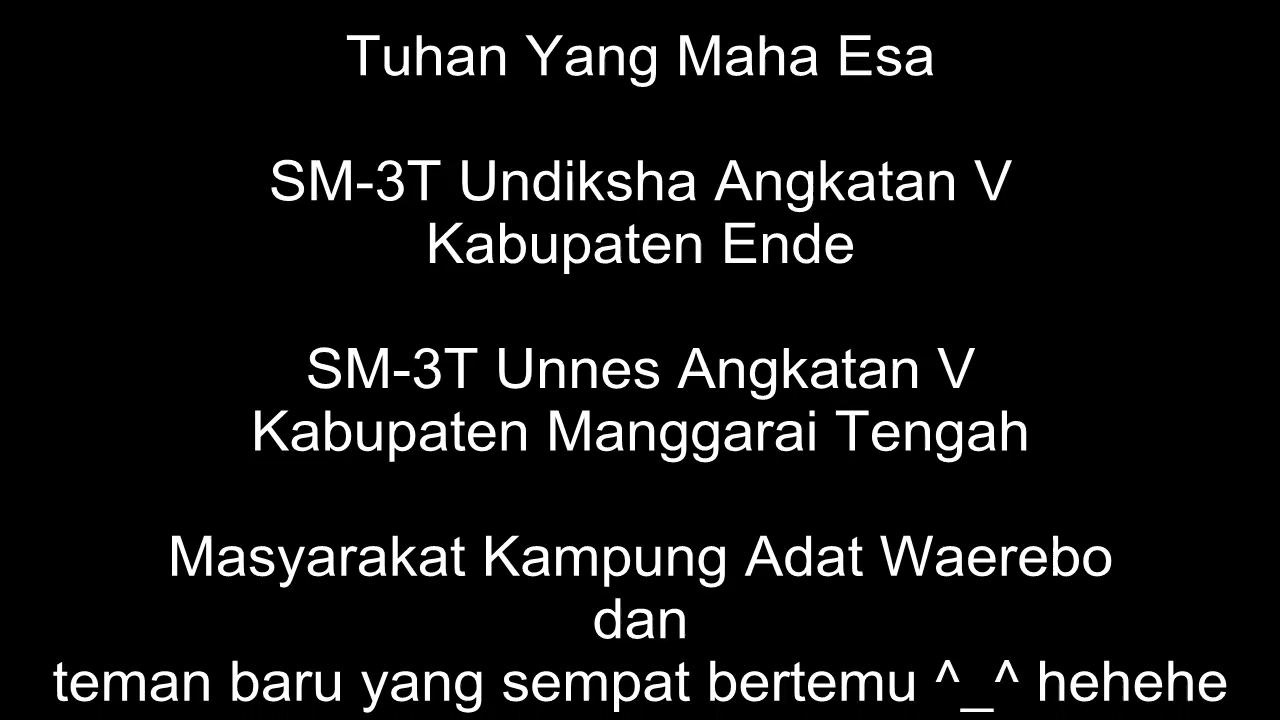 Tuhan Yang Maha Esa
SM-3T Undiksha Angkatan V
Kabupaten Ende
SM-3T Unnes Angkatan V
Kabupaten Manggarai Tengah
Masyarakat Kampung Adat Waerebo
dan
teman baru yang sempat bertemu ^_^ hehehe